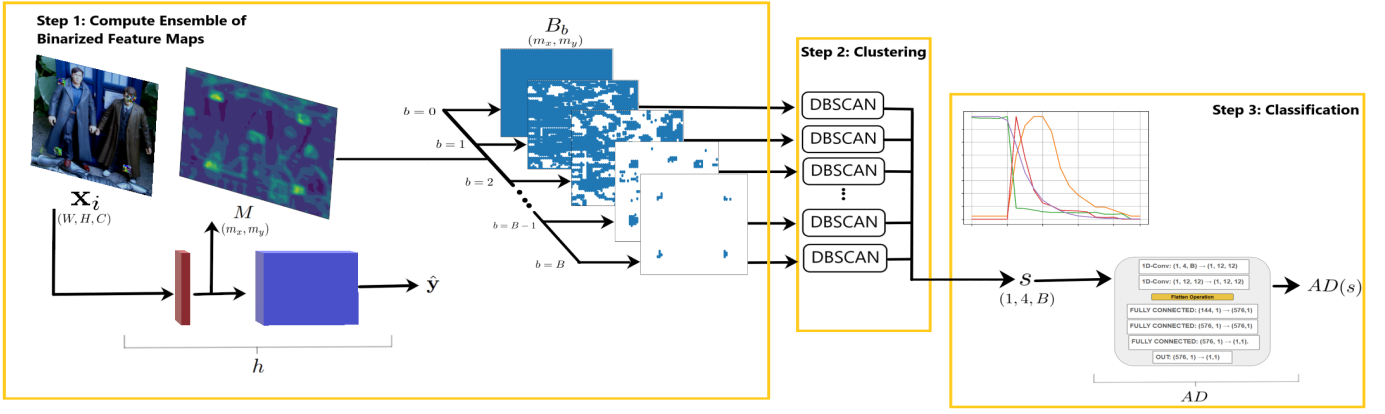 Step 1: Compute Ensemble of
Binarized Feature Maps
x_i
(W, H, C)
M
(m_x, m_y)
ŷ
h
B_b
(m_x, m_y)
b = 0
b = 1
b = 2
b = B − 1
b = B
Step 2: Clustering
DBSCAN
DBSCAN
DBSCAN
DBSCAN
DBSCAN
s
(1, 4, B)
Step 3: Classification
1D-Conv: (1, 4, B) → (1, 12, 12)
1D-Conv: (1, 12, 12) → (1, 12, 12)
Flatten Operation
FULLY CONNECTED: (144, 1) → (576,1)
FULLY CONNECTED: (576, 1) → (576,1)
FULLY CONNECTED: (576, 1) → (1,1).
OUT: (576, 1) → (1,1)
AD(s)
AD